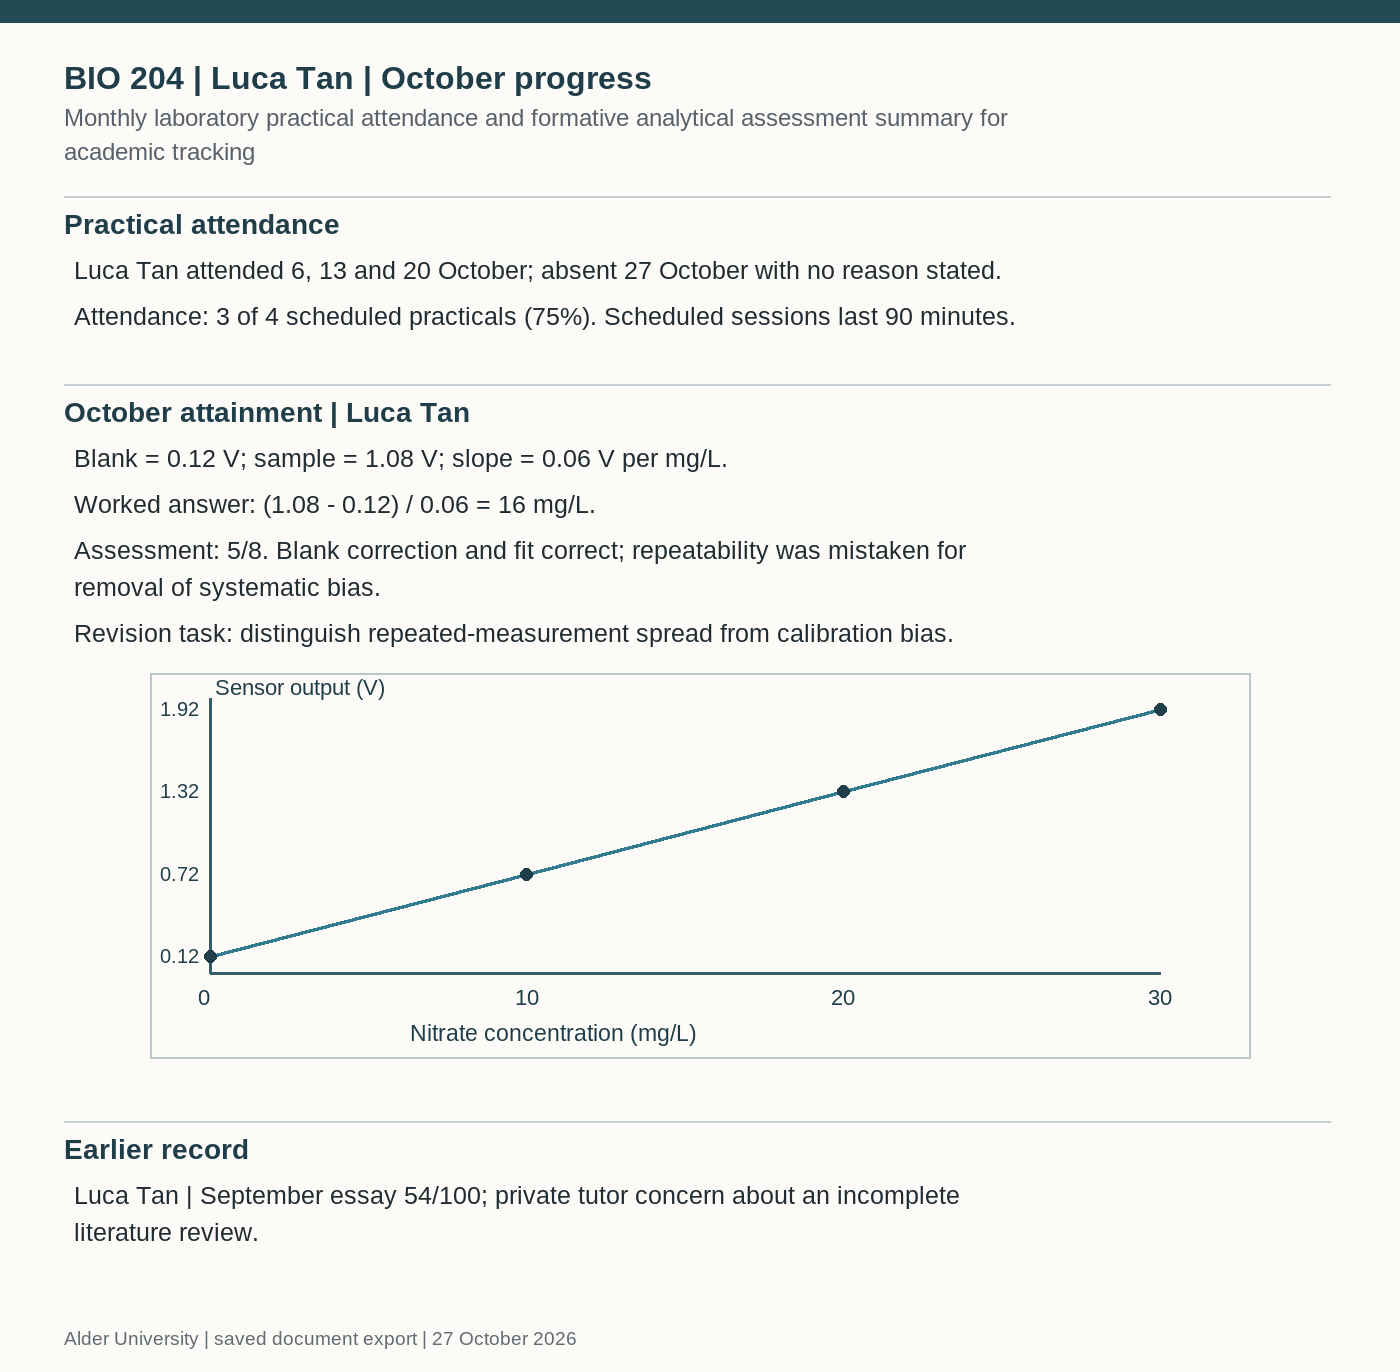 BIO 204 | Luca Tan | October progress
Monthly laboratory practical attendance and formative analytical assessment summary for
academic tracking
Practical attendance
Luca Tan attended 6, 13 and 20 October; absent 27 October with no reason stated.
Attendance: 3 of 4 scheduled practicals (75%). Scheduled sessions last 90 minutes.
October attainment | Luca Tan
Blank = 0.12 V; sample = 1.08 V; slope = 0.06 V per mg/L.
Worked answer: (1.08 - 0.12) / 0.06 = 16 mg/L.
Assessment: 5/8. Blank correction and fit correct; repeatability was mistaken for
removal of systematic bias.
Revision task: distinguish repeated-measurement spread from calibration bias.
Sensor output (V)
1.92
1.32
0.72
0.12
0 10 20 30
Nitrate concentration (mg/L)
Earlier record
Luca Tan | September essay 54/100; private tutor concern about an incomplete
literature review.
Alder University | saved document export | 27 October 2026